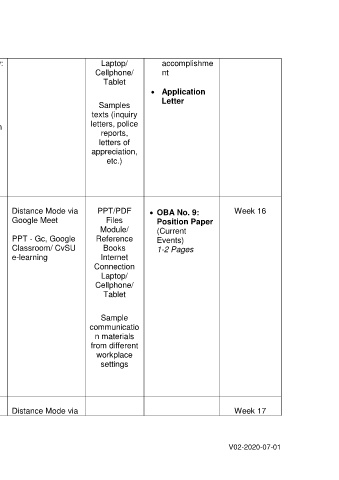 Laptop/
Cellphone/
Tablet
Samples
texts (inquiry
letters, police
reports,
letters of
appreciation,
etc.)
accomplishme
nt
• Application
Letter
Distance Mode via
Google Meet
PPT - Gc, Google
Classroom/ CvSU
e-learning
PPT/PDF
Files
Module/
Reference
Books
Internet
Connection
Laptop/
Cellphone/
Tablet
Sample
communicatio
n materials
from different
workplace
settings
• OBA No. 9:
Position Paper
(Current
Events)
1-2 Pages
Week 16
Distance Mode via
Week 17
V02-2020-07-01